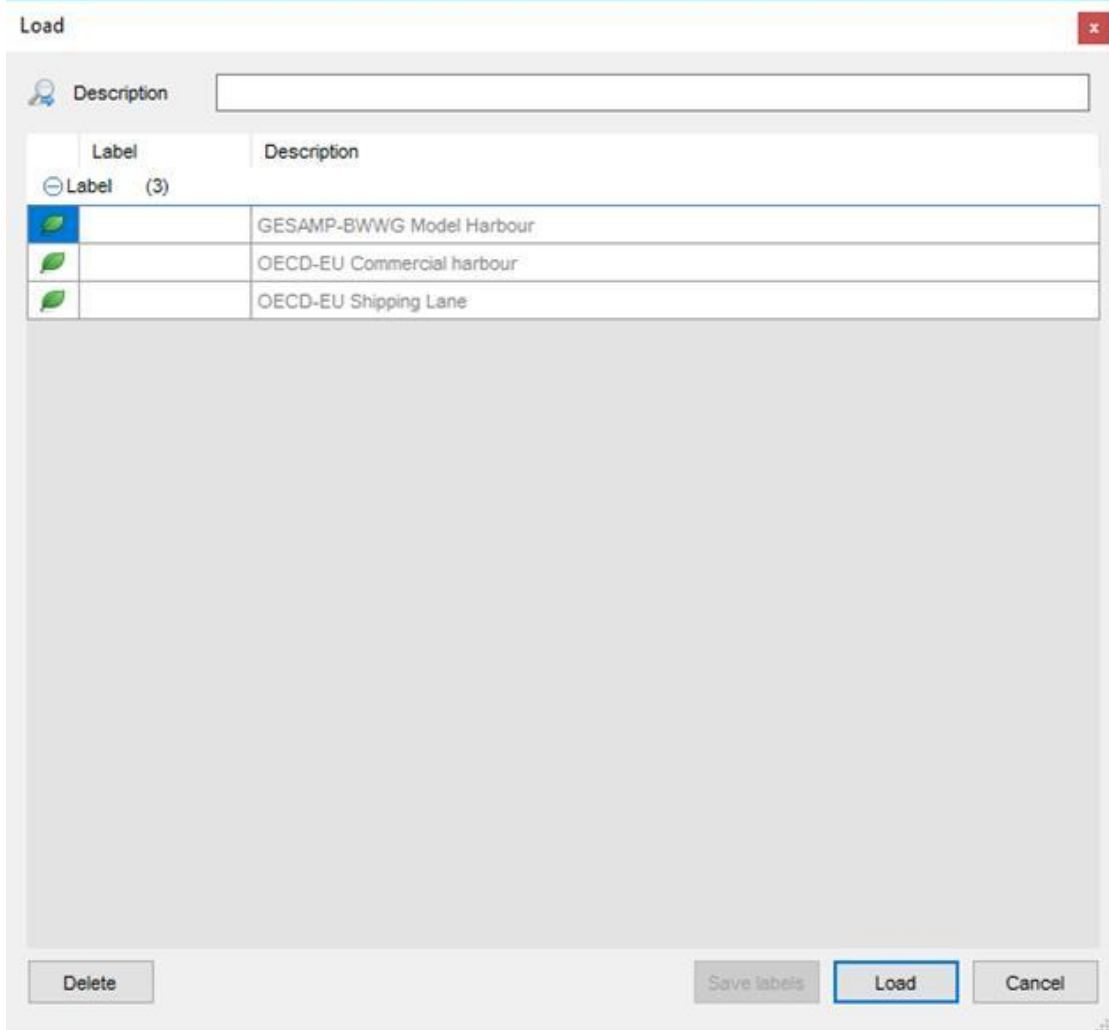 Load
x
Description
Label Description
Label (3)
GESAMP-BWWG Model Harbour
OECD-EU Commercial harbour
OECD-EU Shipping Lane
Delete Save labels Load Cancel